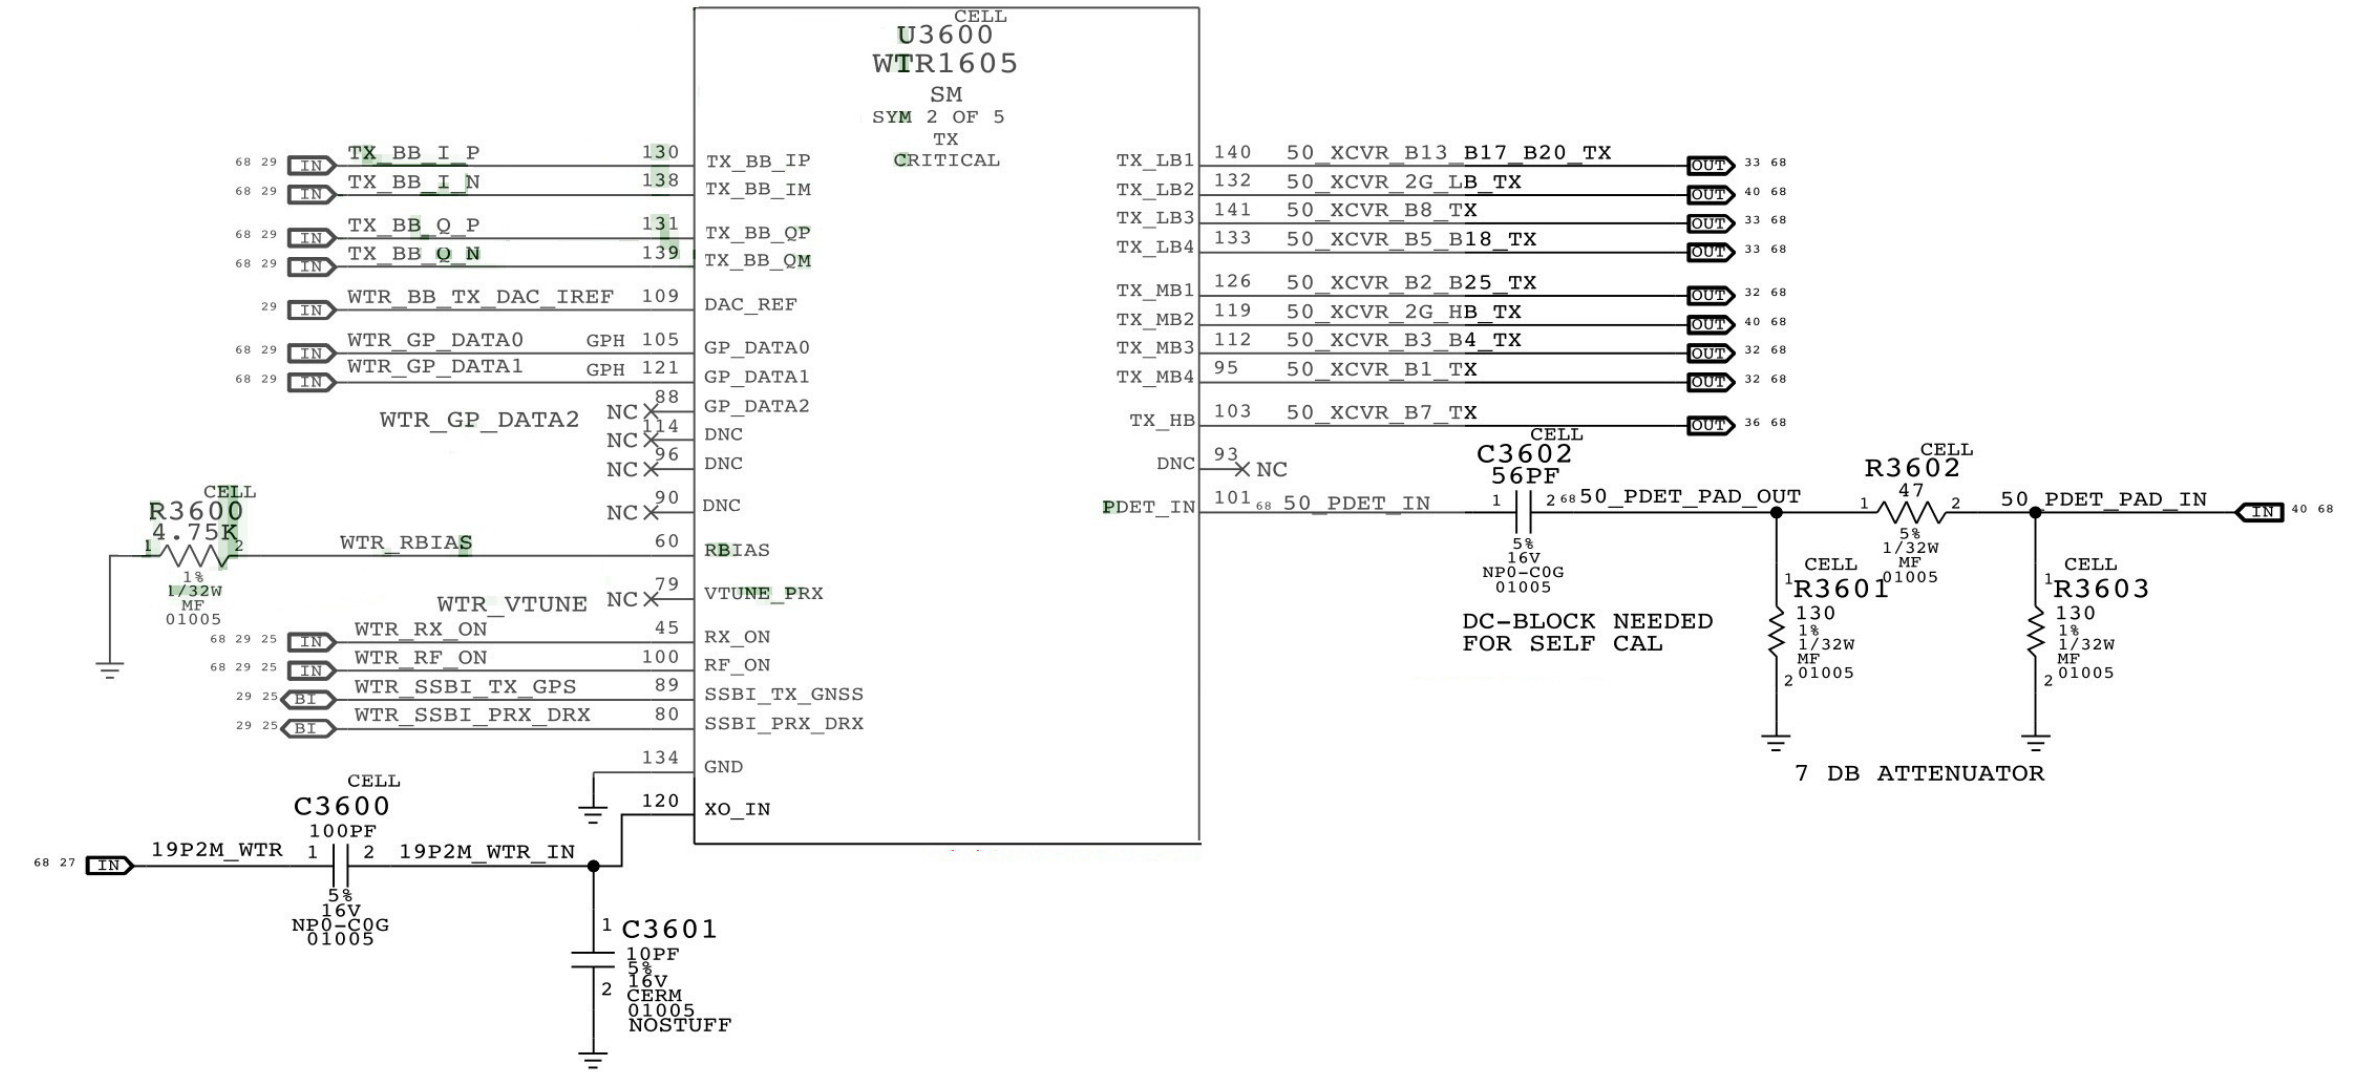 CELL
U3600
WTR1605
SM
SYM 2 OF 5
TX
CRITICAL
68 29 IN TX_BB_I_P 130 TX_BB_IP
68 29 IN TX_BB_I_N 138 TX_BB_IM
68 29 IN TX_BB_Q_P 131 TX_BB_QP
68 29 IN TX_BB_Q_N 139 TX_BB_QM
29 IN WTR_BB_TX_DAC_IREF 109 DAC_REF
68 29 IN WTR_GP_DATA0 GPH 105 GP_DATA0
68 29 IN WTR_GP_DATA1 GPH 121 GP_DATA1
WTR_GP_DATA2 NC 88 GP_DATA2
NC 114 DNC
NC 96 DNC
NC 90 DNC
CELL
R3600
4.75K
1 2 WTR_RBIAS 60 RBIAS
1%
1/32W
MF
01005
WTR_VTUNE NC 79 VTUNE_PRX
68 29 25 IN WTR_RX_ON 45 RX_ON
68 29 25 IN WTR_RF_ON 100 RF_ON
29 25 BI WTR_SSBI_TX_GPS 89 SSBI_TX_GNSS
29 25 BI WTR_SSBI_PRX_DRX 80 SSBI_PRX_DRX
134 GND
120 XO_IN
CELL
C3600
100PF
68 27 IN 19P2M_WTR 1 2 19P2M_WTR_IN
5%
16V
NP0-C0G
01005
1 C3601
10PF
5%
16V
2 CERM
01005
NOSTUFF
TX_LB1 140 50_XCVR_B13_B17_B20_TX OUT 33 68
TX_LB2 132 50_XCVR_2G_LB_TX OUT 40 68
TX_LB3 141 50_XCVR_B8_TX OUT 33 68
TX_LB4 133 50_XCVR_B5_B18_TX OUT 33 68
TX_MB1 126 50_XCVR_B2_B25_TX OUT 32 68
TX_MB2 119 50_XCVR_2G_HB_TX OUT 40 68
TX_MB3 112 50_XCVR_B3_B4_TX OUT 32 68
TX_MB4 95 50_XCVR_B1_TX OUT 32 68
TX_HB 103 50_XCVR_B7_TX OUT 36 68
DNC 93 NC
PDET_IN 101 68 50_PDET_IN 1 2 68 50_PDET_PAD_OUT 1 2 50_PDET_PAD_IN IN 40 68
CELL
C3602
56PF
5%
16V
NP0-C0G
01005
DC-BLOCK NEEDED
FOR SELF CAL
CELL
R3602
47
5%
1/32W
MF
01005
CELL
1 R3601
130
1%
1/32W
MF
2 01005
CELL
1 R3603
130
1%
1/32W
MF
2 01005
7 DB ATTENUATOR